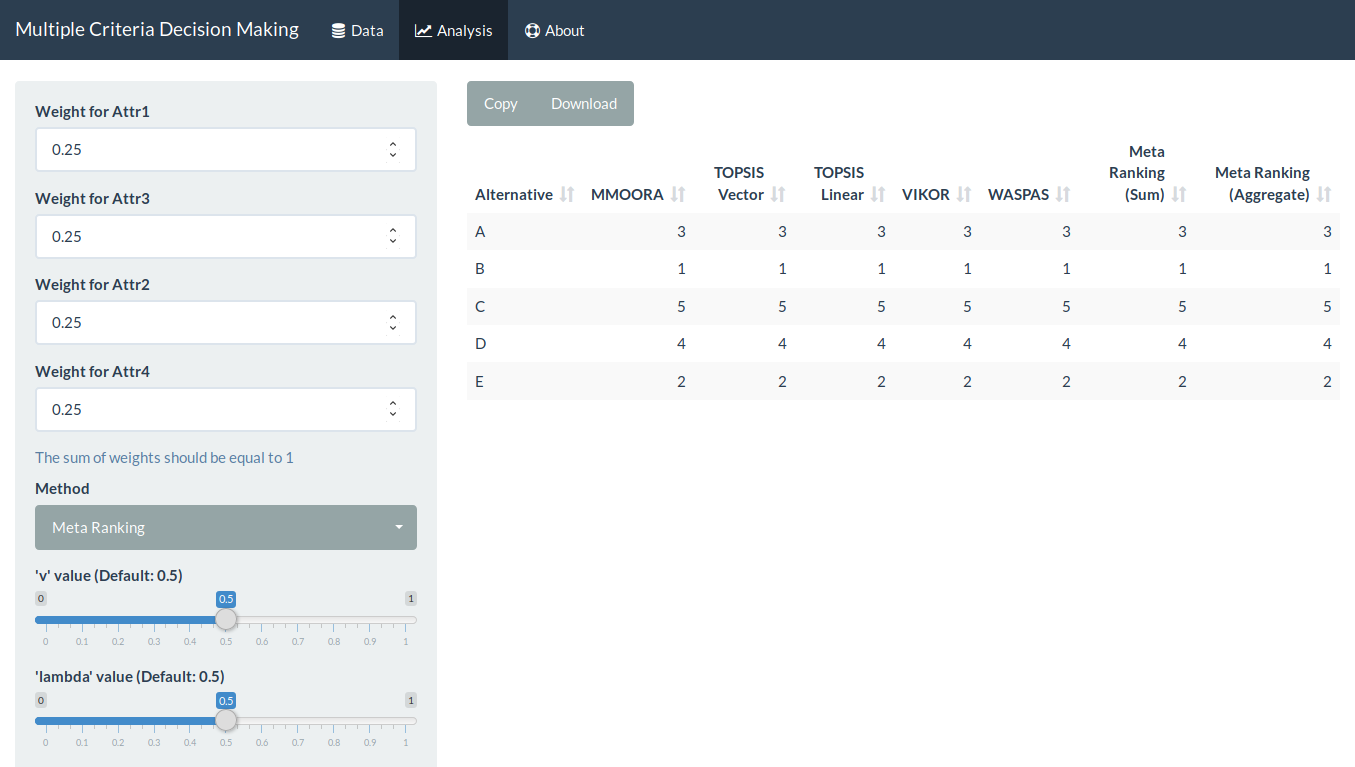 Multiple Criteria Decision Making Data Analysis About
Weight for Attr1
0.25
Weight for Attr3
0.25
Weight for Attr2
0.25
Weight for Attr4
0.25
The sum of weights should be equal to 1
Method
Meta Ranking
'v' value (Default: 0.5)
0 0.5 1
0 0.1 0.2 0.3 0.4 0.5 0.6 0.7 0.8 0.9 1
'lambda' value (Default: 0.5)
0 0.5 1
0 0.1 0.2 0.3 0.4 0.5 0.6 0.7 0.8 0.9 1
Copy Download
Meta
TOPSIS TOPSIS Ranking Meta Ranking
Alternative MMOORA Vector Linear VIKOR WASPAS (Sum) (Aggregate)
A 3 3 3 3 3 3 3
B 1 1 1 1 1 1 1
C 5 5 5 5 5 5 5
D 4 4 4 4 4 4 4
E 2 2 2 2 2 2 2